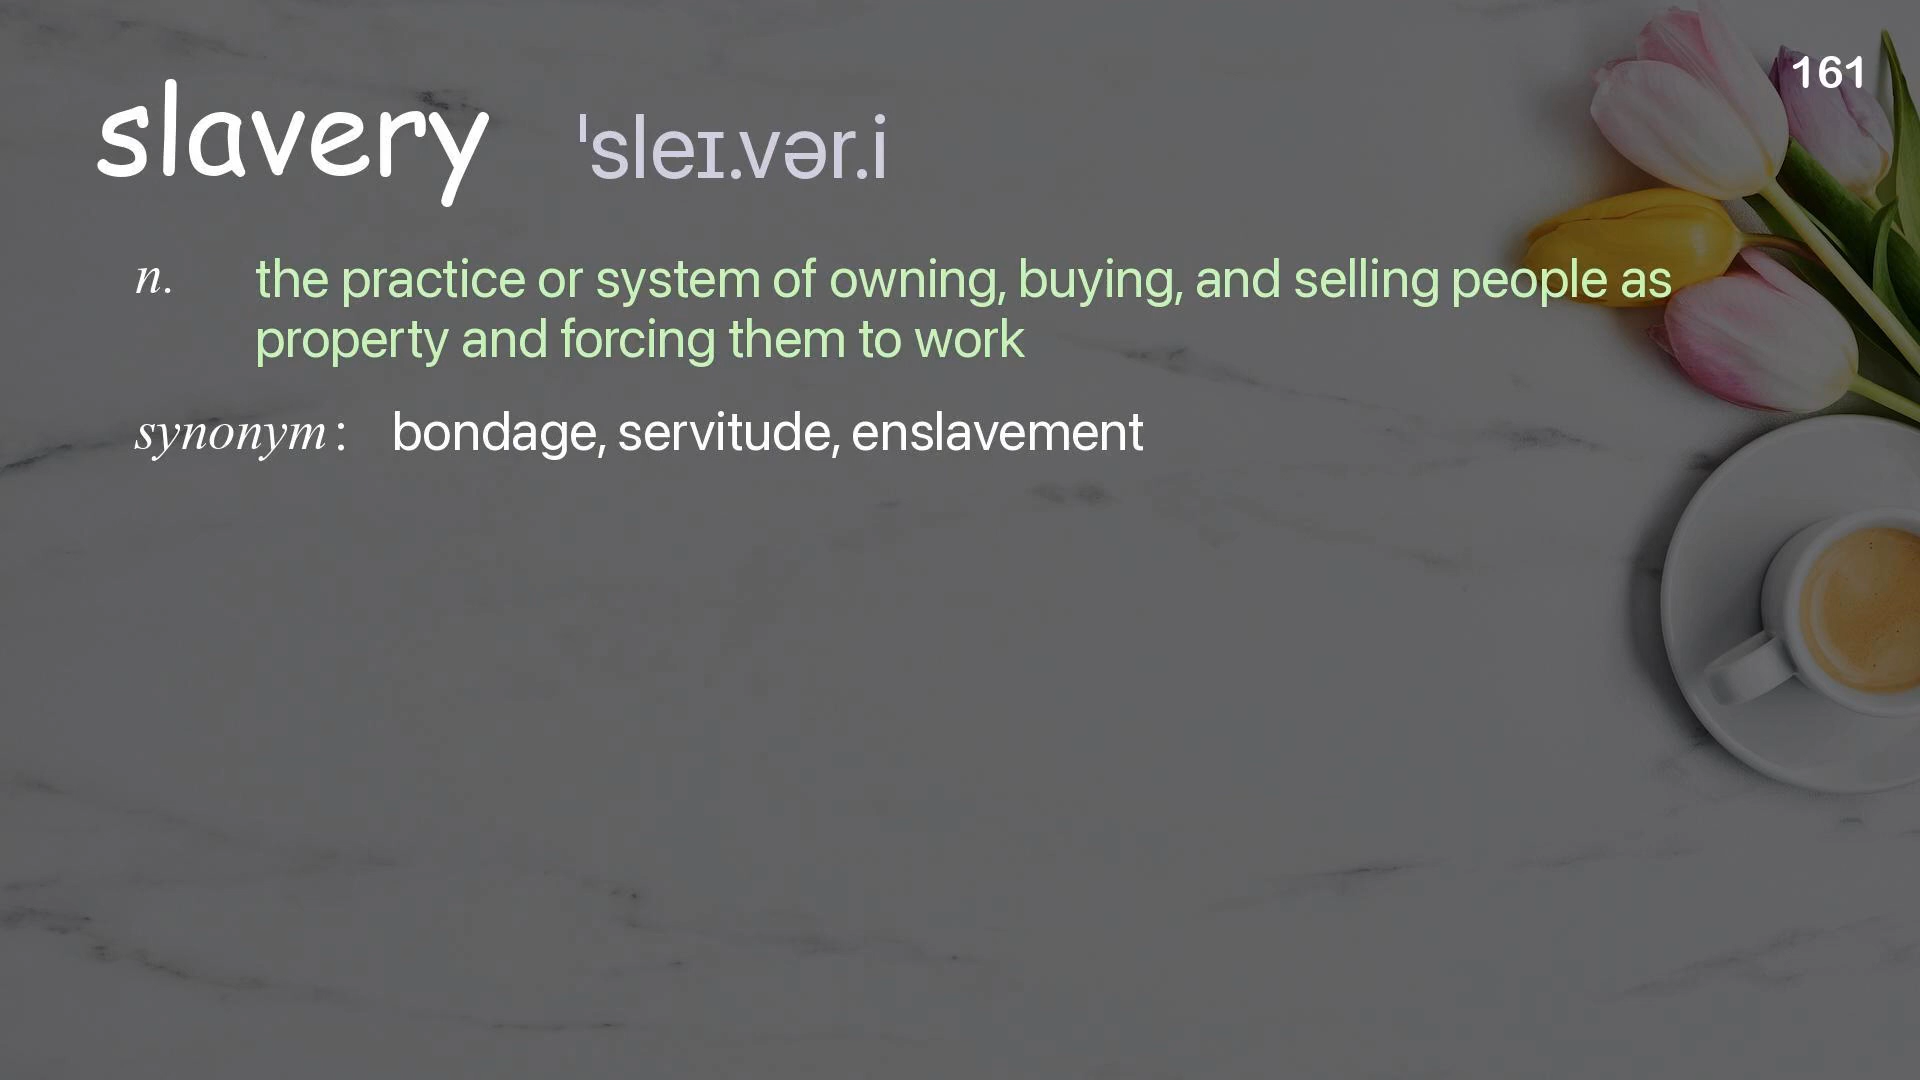 161
slavery ˈsleɪ.vər.i
n. the practice or system of owning, buying, and selling people as
property and forcing them to work
synonym : bondage, servitude, enslavement